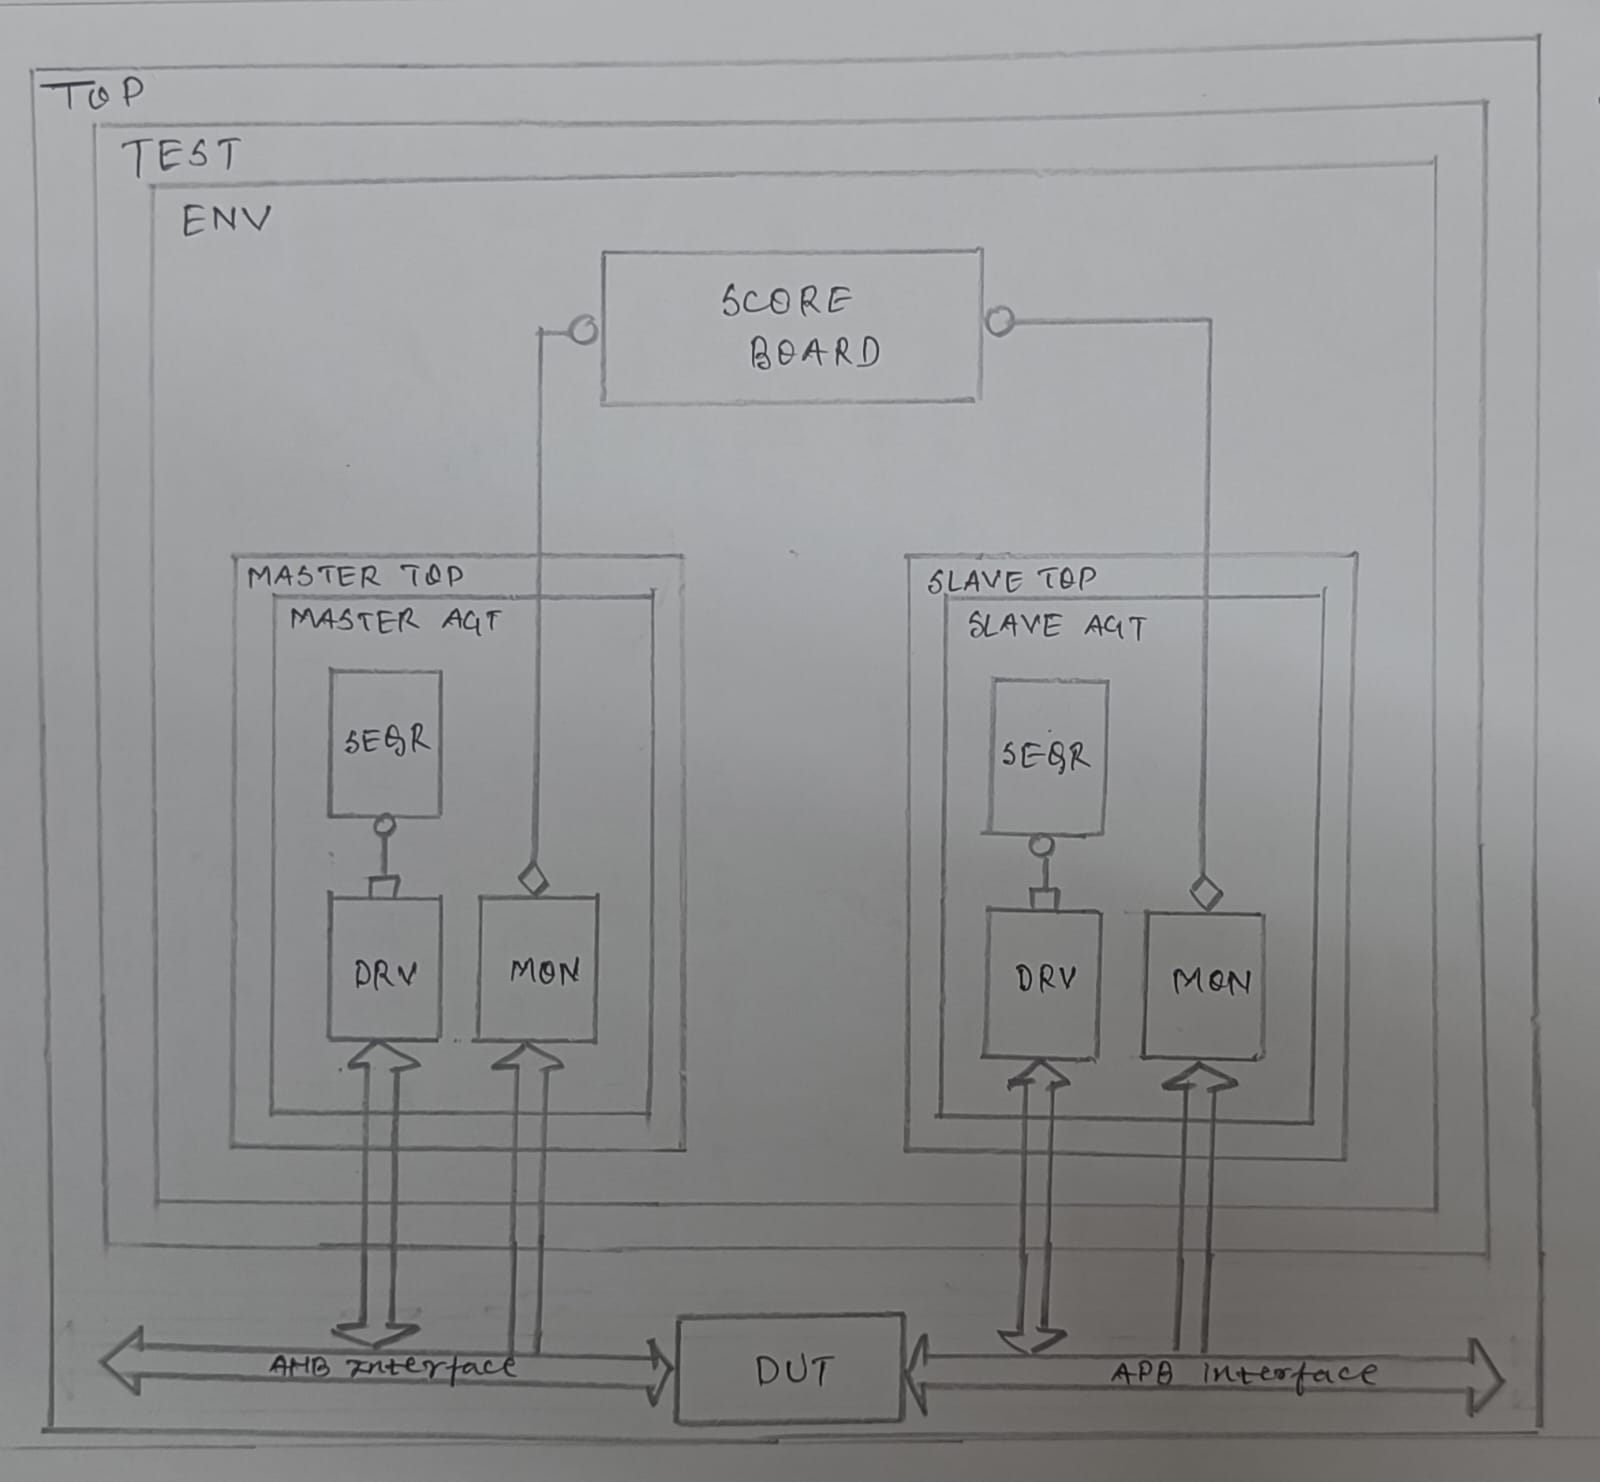 TOP
TEST
ENV
SCORE
BOARD
MASTER TOP
MASTER AGT
SEQR
DRV
MON
SLAVE TOP
SLAVE AGT
SEQR
DRV
MON
AHB Interface
DUT
APB Interface